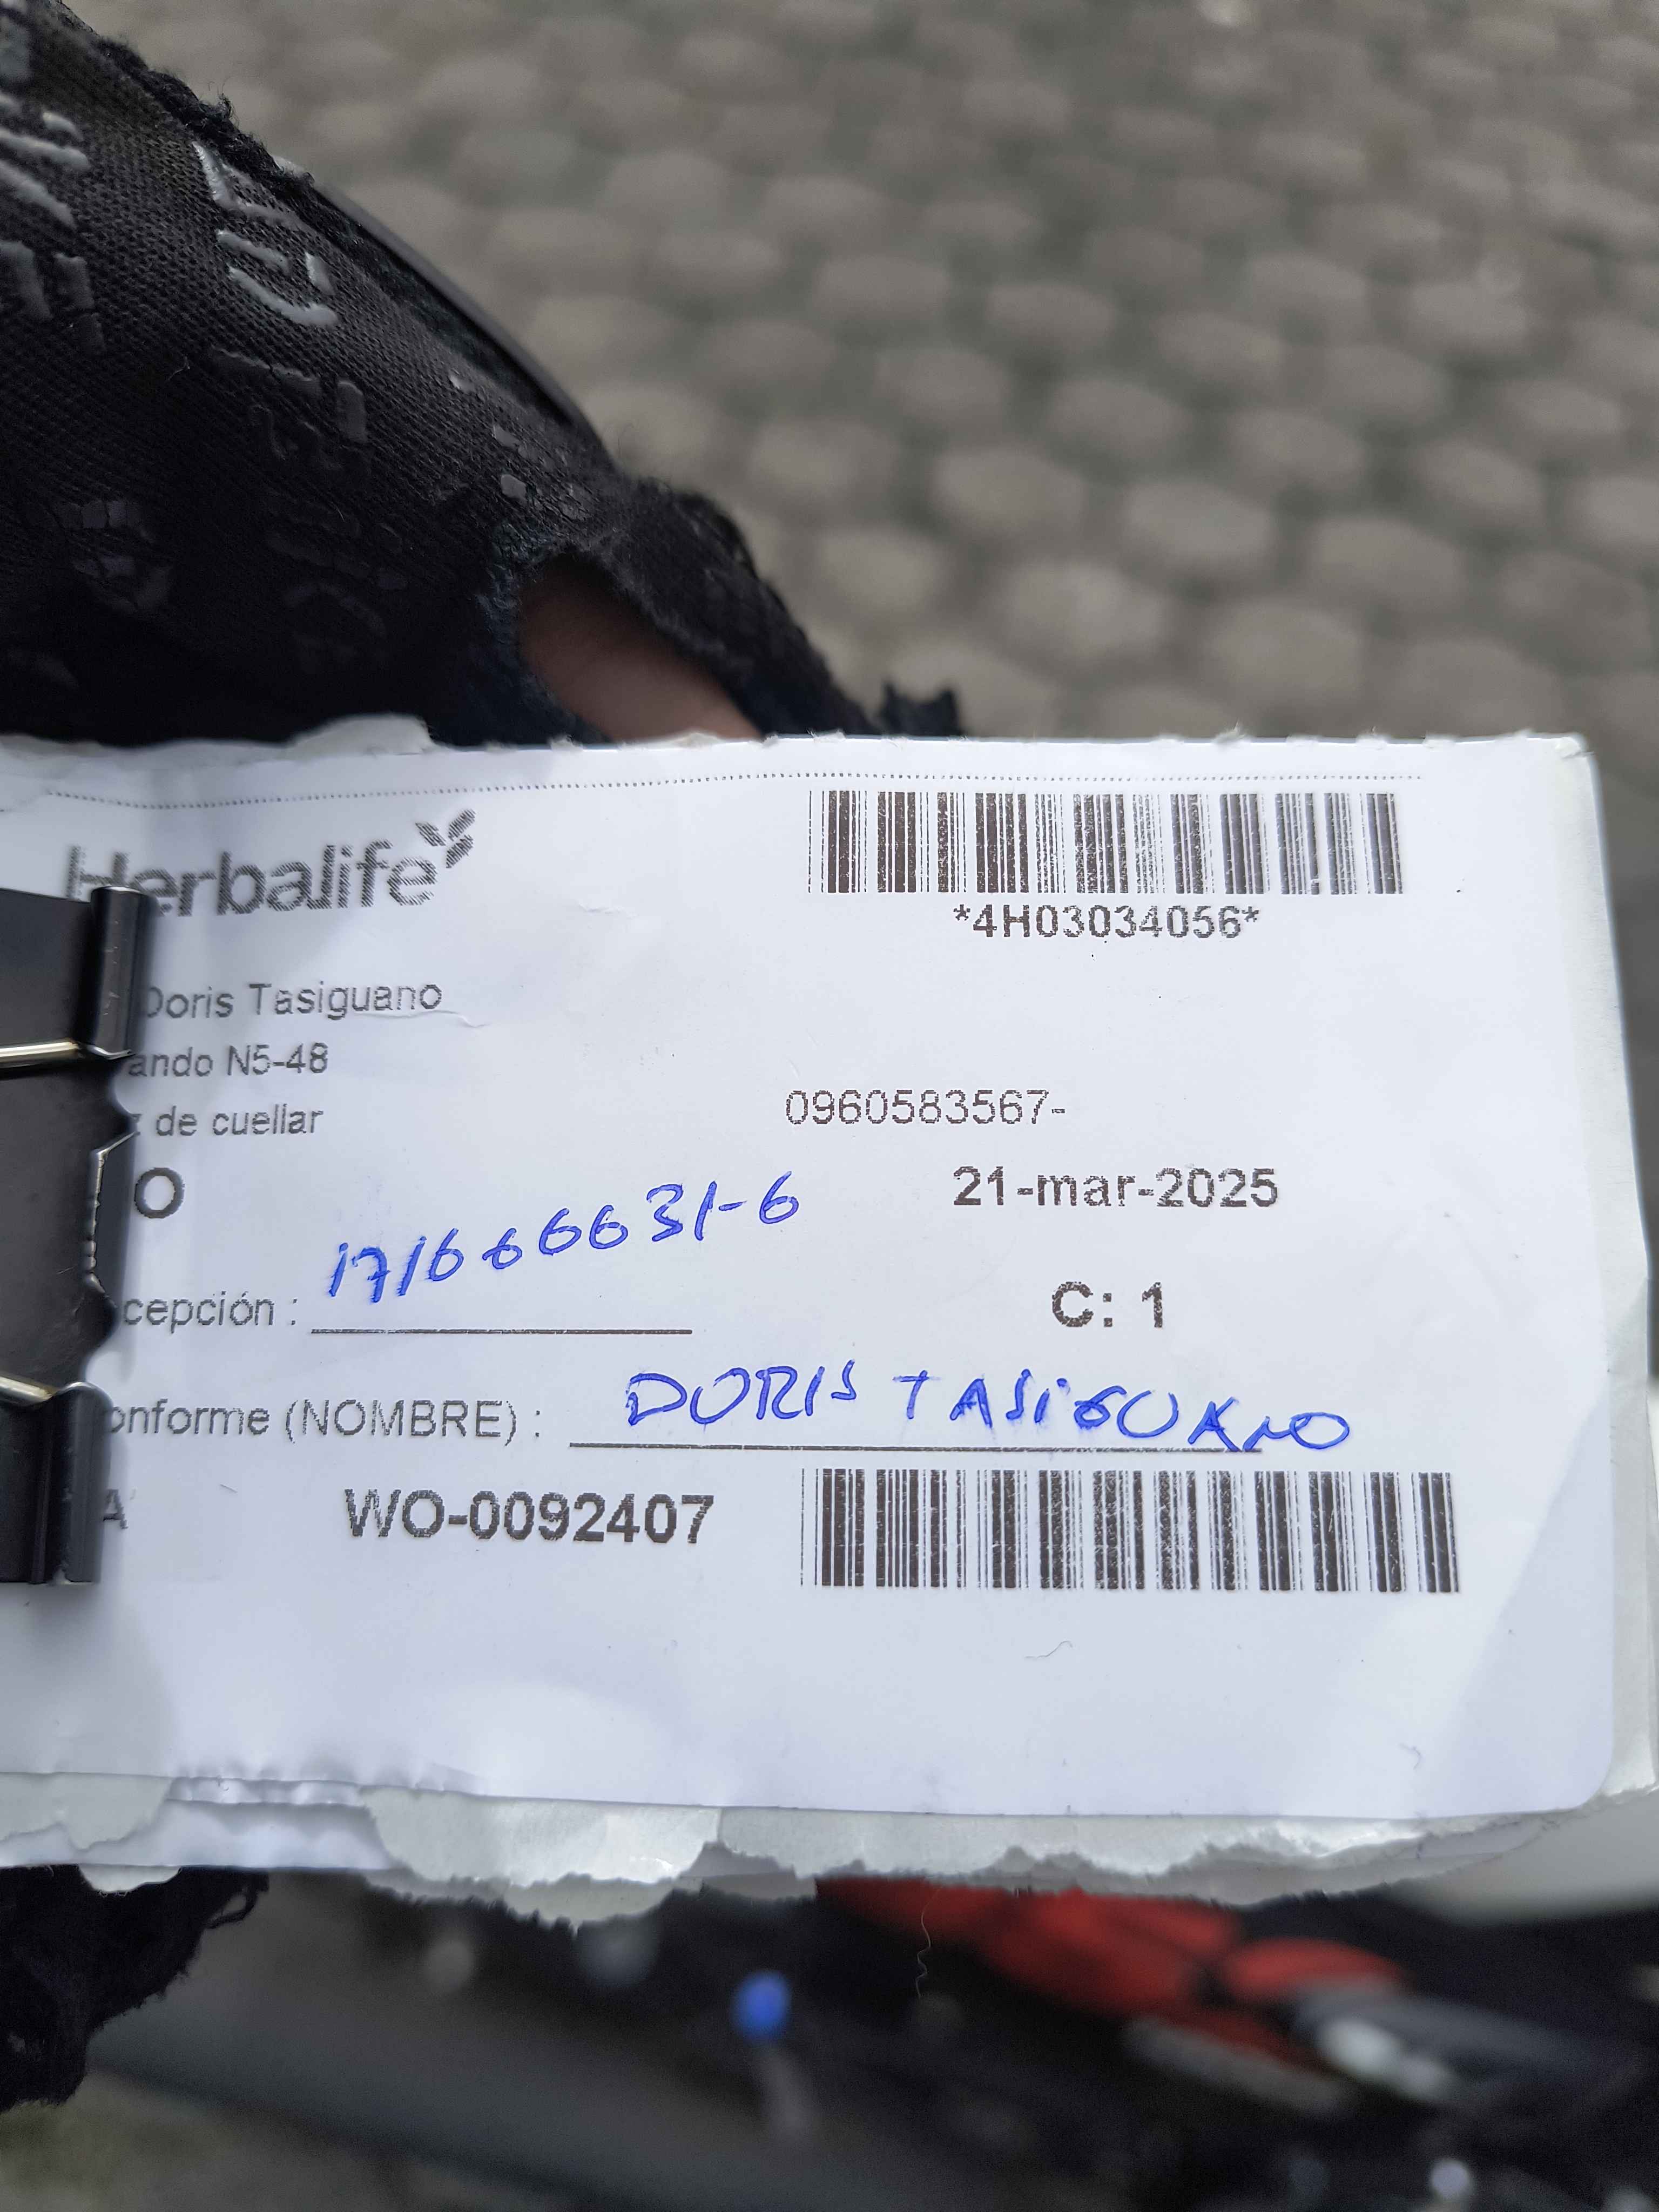 Herbalife
*4H03034056*
Doris Tasiguano
ando N5-48
de cuellar
0960583567-
O
21-mar-2025
171666631-6
cepción :
C: 1
onforme (NOMBRE) : DORIS TASIGUANO
A
WO-0092407